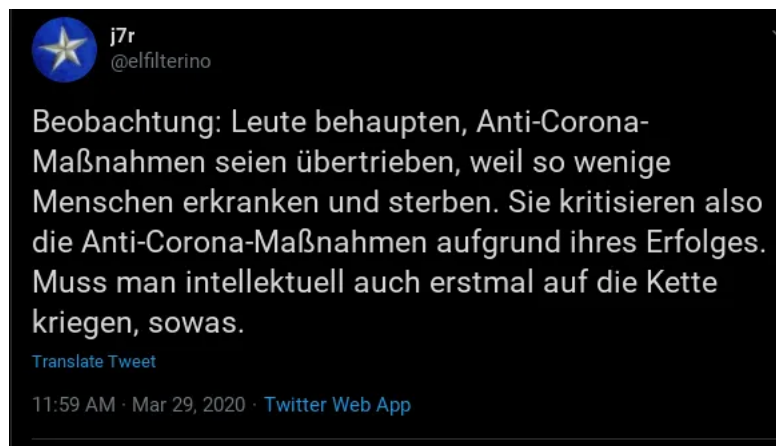 j7r
@elfilterino
Beobachtung: Leute behaupten, Anti-Corona-
Maßnahmen seien übertrieben, weil so wenige
Menschen erkranken und sterben. Sie kritisieren also
die Anti-Corona-Maßnahmen aufgrund ihres Erfolges.
Muss man intellektuell auch erstmal auf die Kette
kriegen, sowas.
Translate Tweet
11:59 AM · Mar 29, 2020 · Twitter Web App